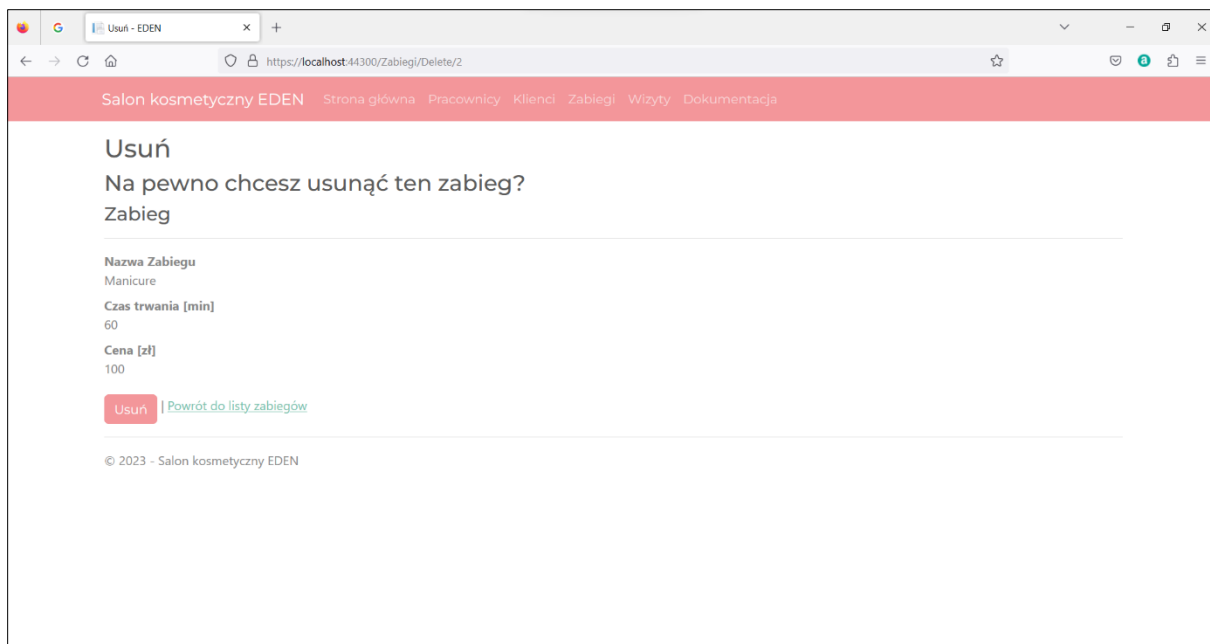 Usuń - EDEN
https://localhost:44300/Zabiegi/Delete/2
Salon kosmetyczny EDEN Strona główna Pracownicy Klienci Zabiegi Wizyty Dokumentacja
Usuń
Na pewno chcesz usunąć ten zabieg?
Zabieg
Nazwa Zabiegu
Manicure
Czas trwania [min]
60
Cena [zł]
100
Usuń | Powrót do listy zabiegów
© 2023 - Salon kosmetyczny EDEN